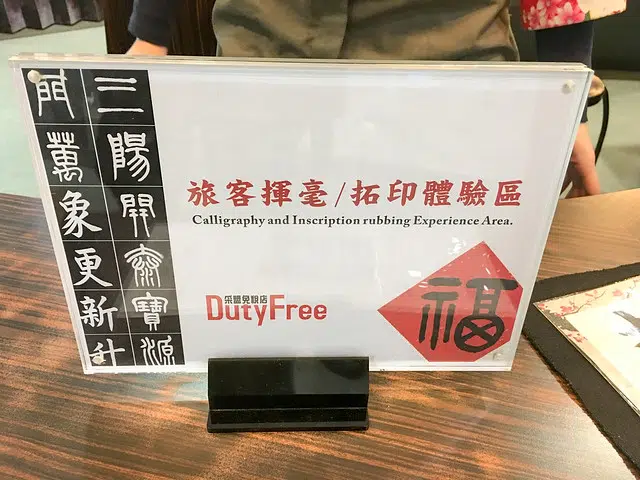 三陽開泰寶源
萬象更新
旅客揮毫/拓印體驗區
Calligraphy and Inscription rubbing Experience Area.
采盟免稅店
DutyFree
福